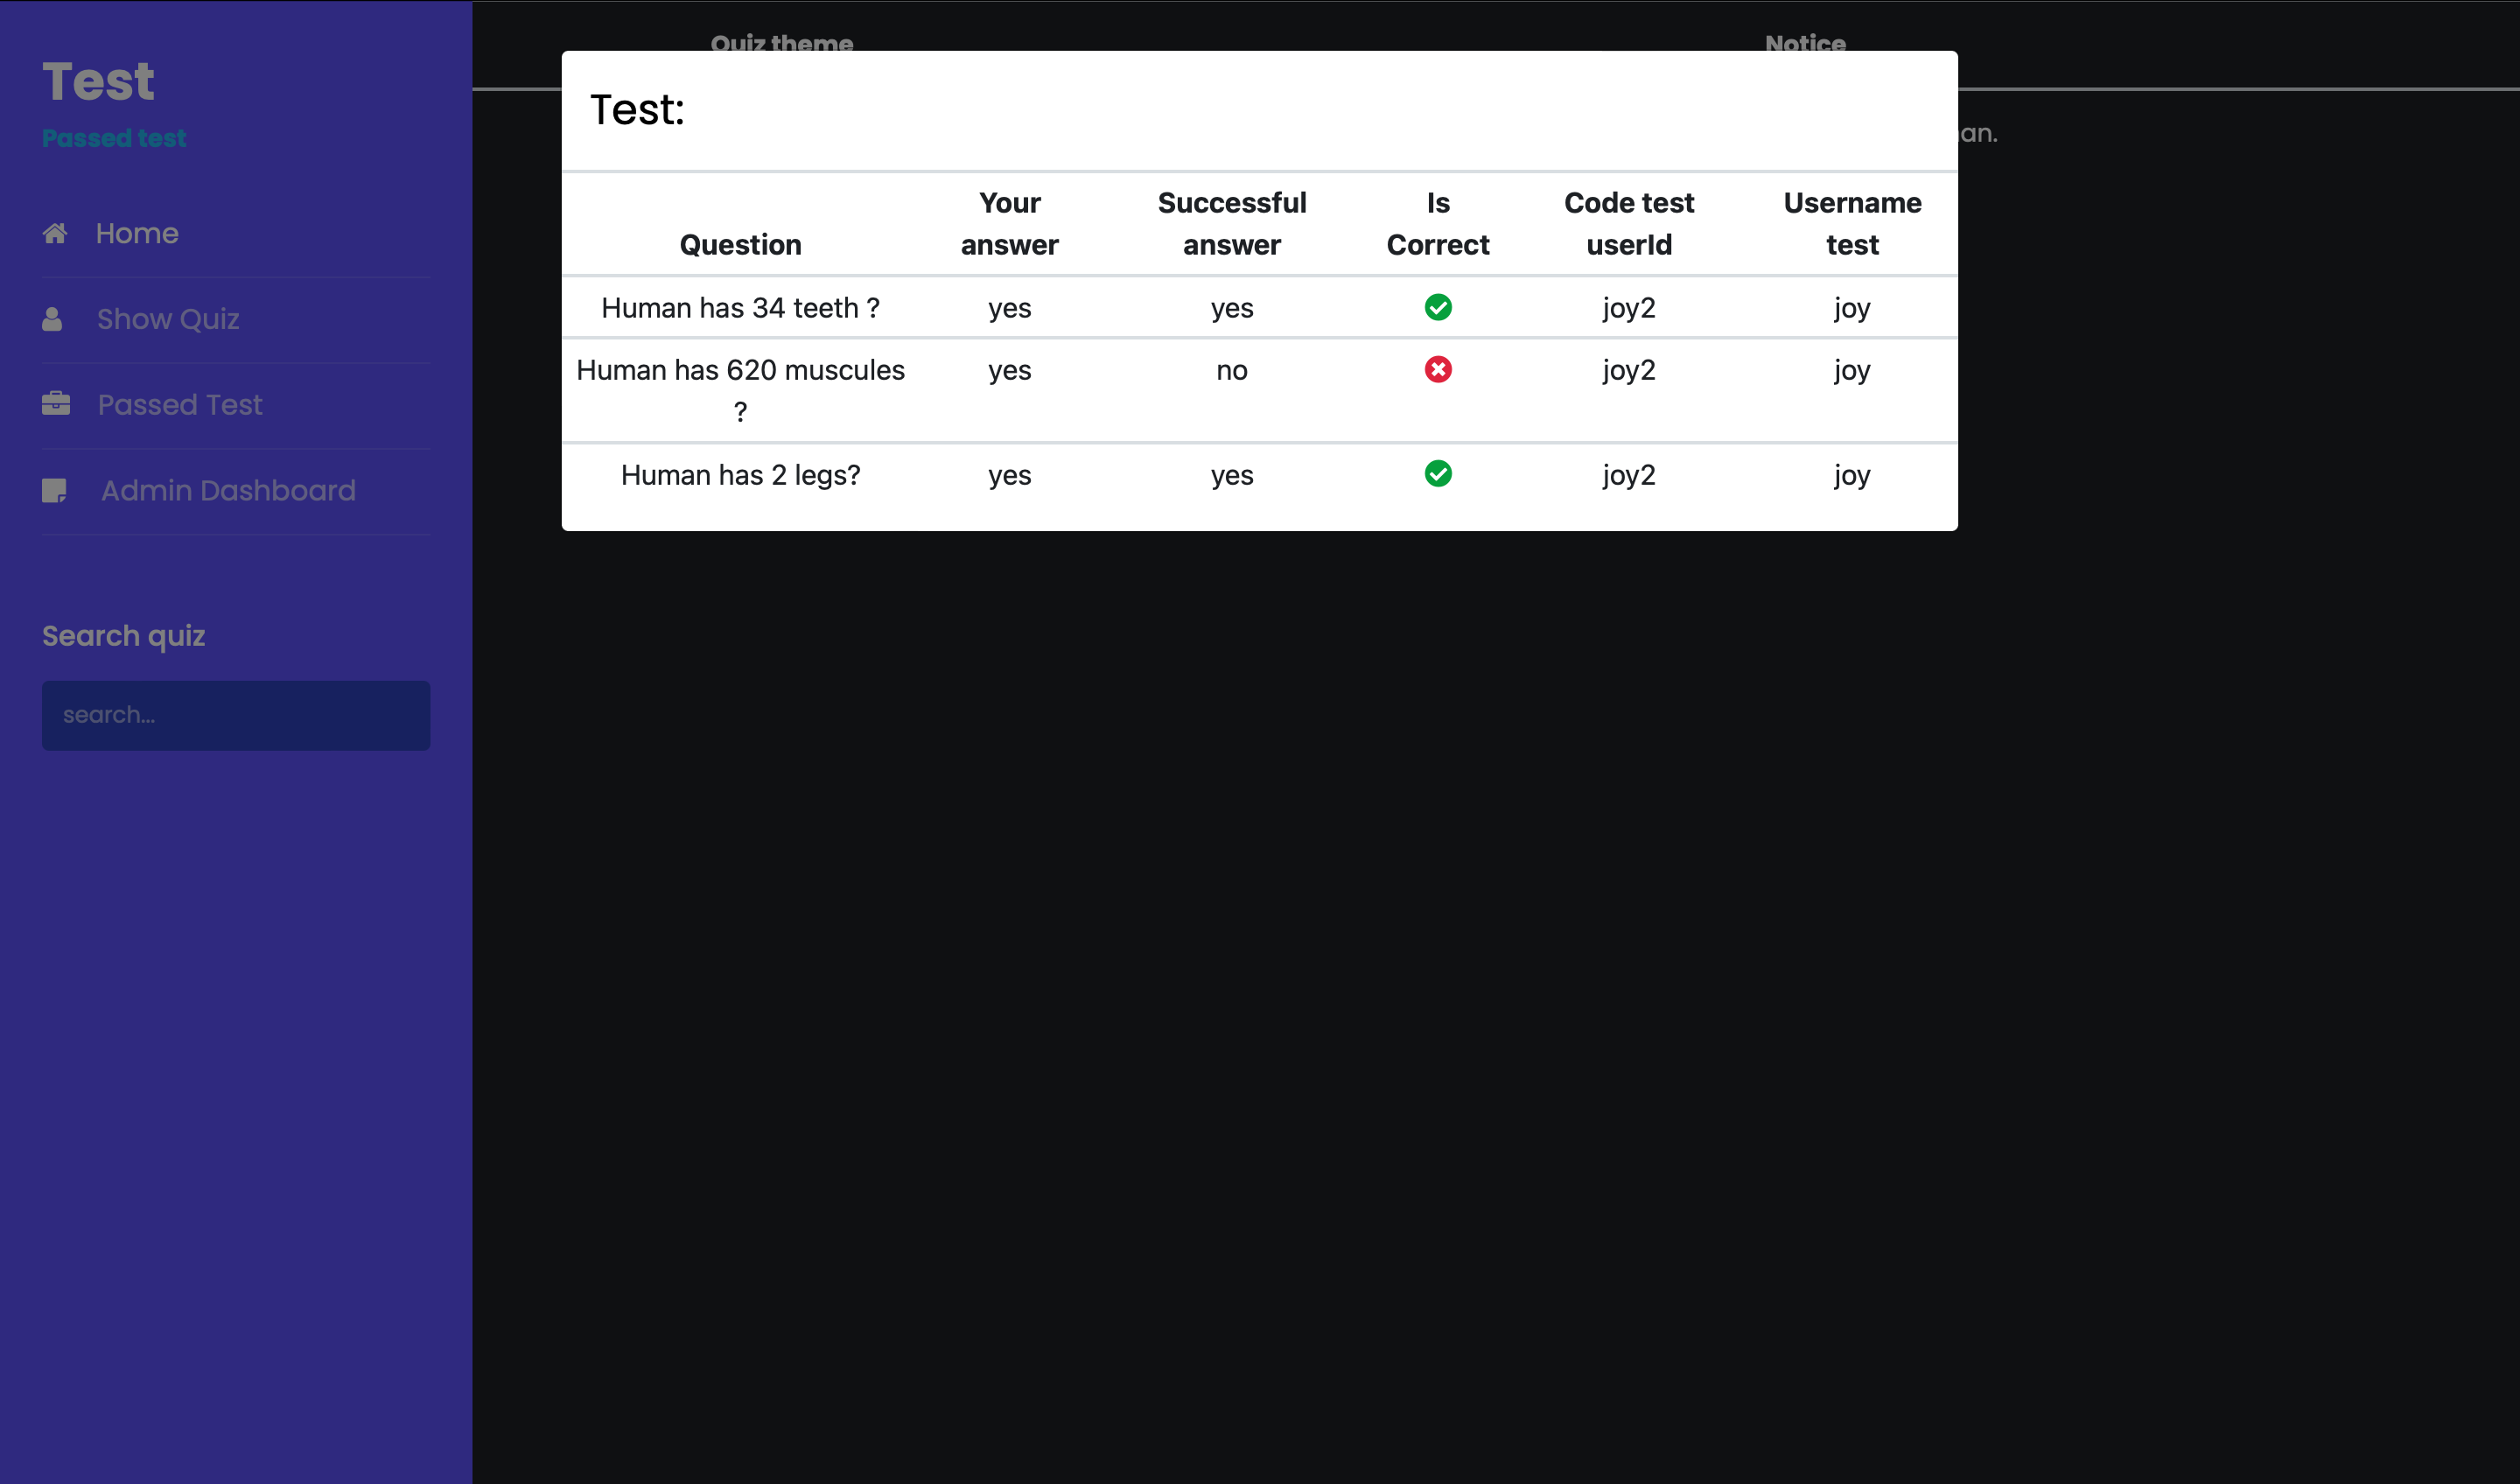 Test
Passed test
Home
Show Quiz
Passed Test
Admin Dashboard
Search quiz
search...
Quiz theme
Notice
an.
Test:
Question
Your answer
Successful answer
Is Correct
Code test userId
Username test
Human has 34 teeth ?
yes
yes
joy2
joy
Human has 620 muscules
?
yes
no
joy2
joy
Human has 2 legs?
yes
yes
joy2
joy